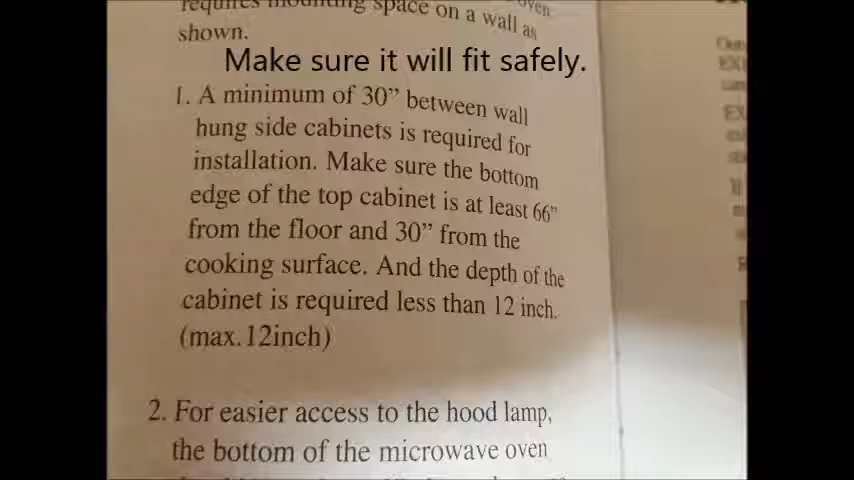 requires mounting space on a wall as
shown.
Make sure it will fit safely.
1. A minimum of 30” between wall
hung side cabinets is required for
installation. Make sure the bottom
edge of the top cabinet is at least 66”
from the floor and 30” from the
cooking surface. And the depth of the
cabinet is required less than 12 inch.
(max.12inch)
2. For easier access to the hood lamp,
the bottom of the microwave oven